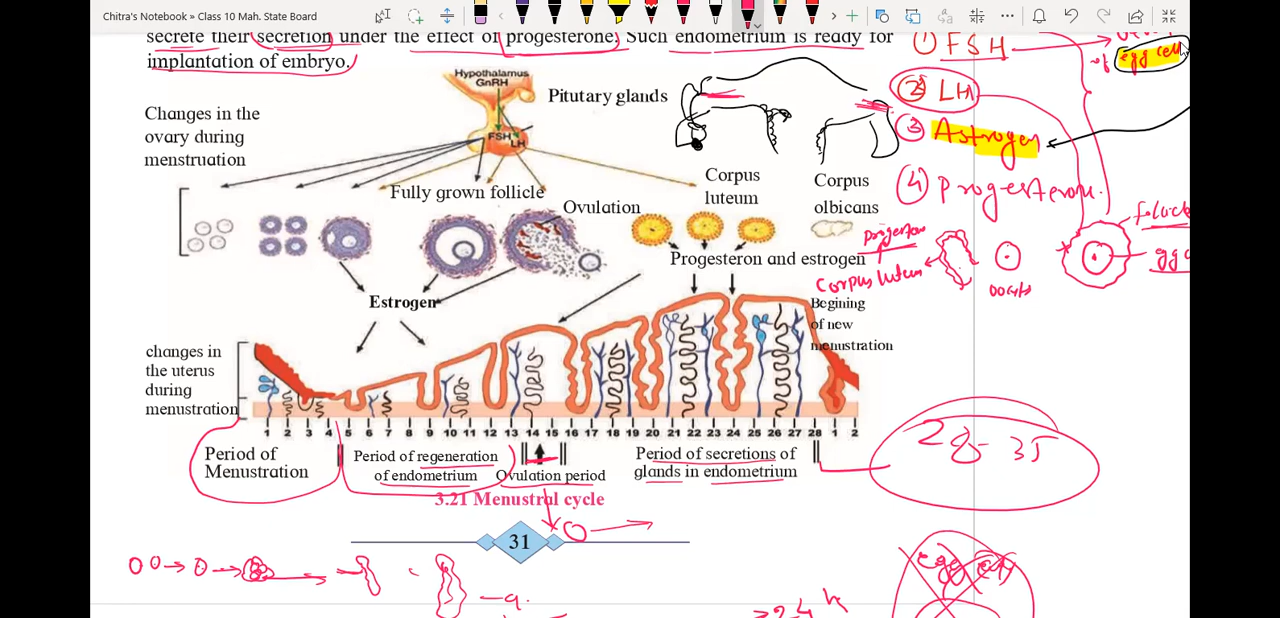 Chitra's Notebook » Class 10 Mah. State Board
secrete their secretion under the effect of progesterone. Such endometrium is ready for
implantation of embryo.
Hypothalamus
GnRH
Pitutary glands
FSH
LH
Changes in the
ovary during
menstruation
Fully grown follicle
Ovulation
Corpus
luteum
Corpus
olbicans
Progesteron and estrogen
Estrogen
Begining
of new
menustration
changes in
the uterus
during
menustration
1 2 3 4 5 6 7 8 9 10 11 12 13 14 15 16 17 18 19 20 21 22 23 24 25 26 27 28 1 2
Period of
Menustration
Period of regeneration
of endometrium
Ovulation period
Period of secretions of
glands in endometrium
3.21 Menustral cycle
31
1 FSH
of egg cell
2 LH
3 Astrogen
4 Progesteron
Corpus luteum
28-35